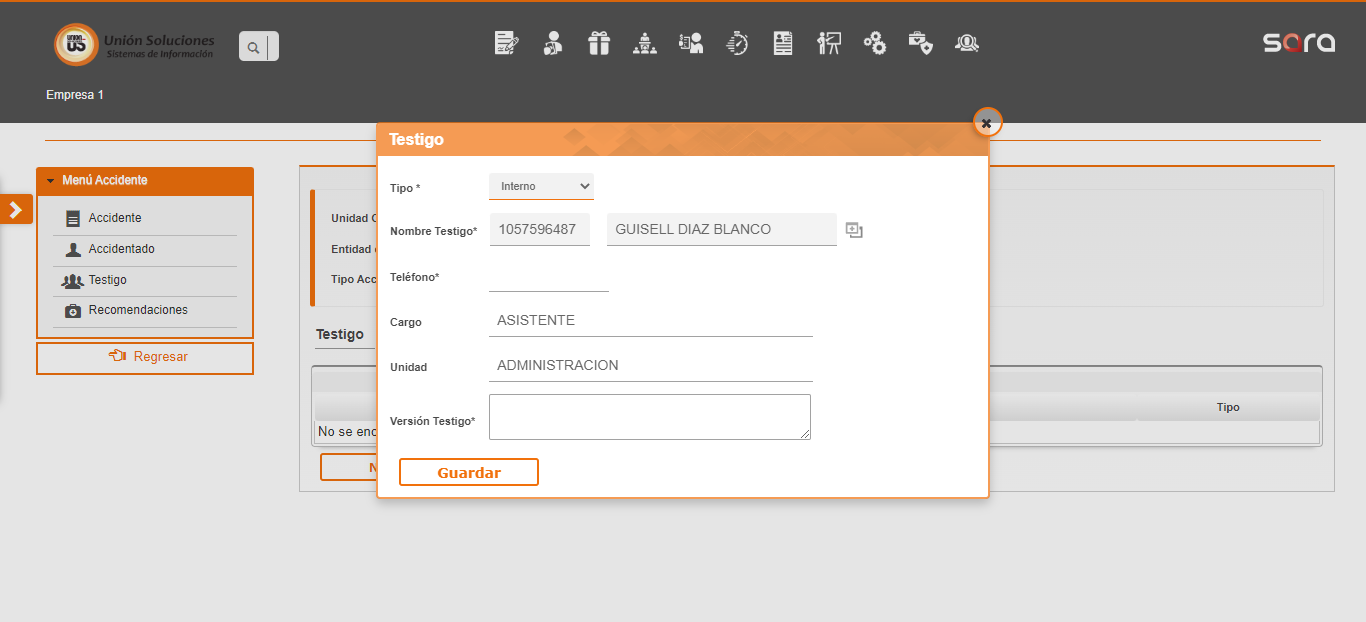 UNION
US
Unión Soluciones
Sistemas de Información
sara
Empresa 1
Testigo
Menú Accidente
Accidente
Accidentado
Testigo
Recomendaciones
Regresar
Unidad
Entidad
Tipo Acc
Testigo
Tipo
No se enc
N
Tipo *
Interno
Nombre Testigo*
1057596487
GUISELL DIAZ BLANCO
Teléfono*
Cargo
ASISTENTE
Unidad
ADMINISTRACION
Versión Testigo*
Guardar